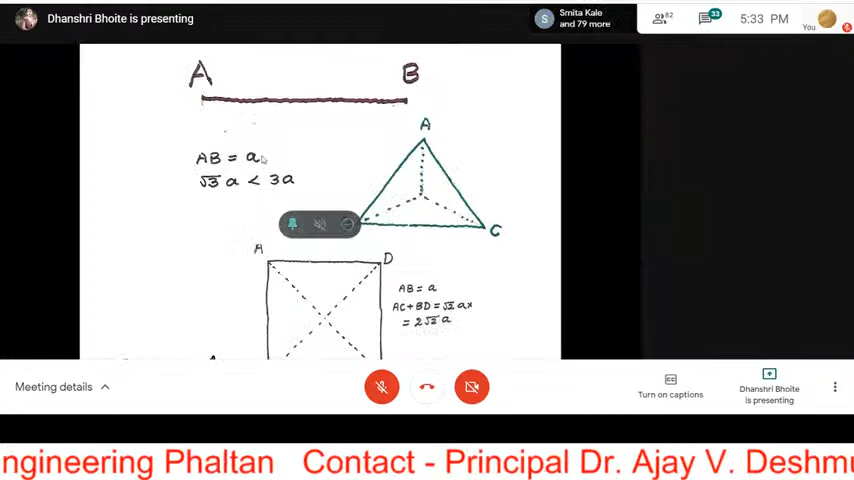 Dhanshri Bhoite is presenting
Smita Kale
and 79 more
82
33
5:33 PM
You
A B
AB = a
√3 a < 3a
A
C
A D
AB = a
AC+BD = √2 ax
= 2√2 a
Meeting details
Turn on captions
Dhanshri Bhoite
is presenting
ngineering Phaltan Contact - Principal Dr. Ajay V. Deshmu